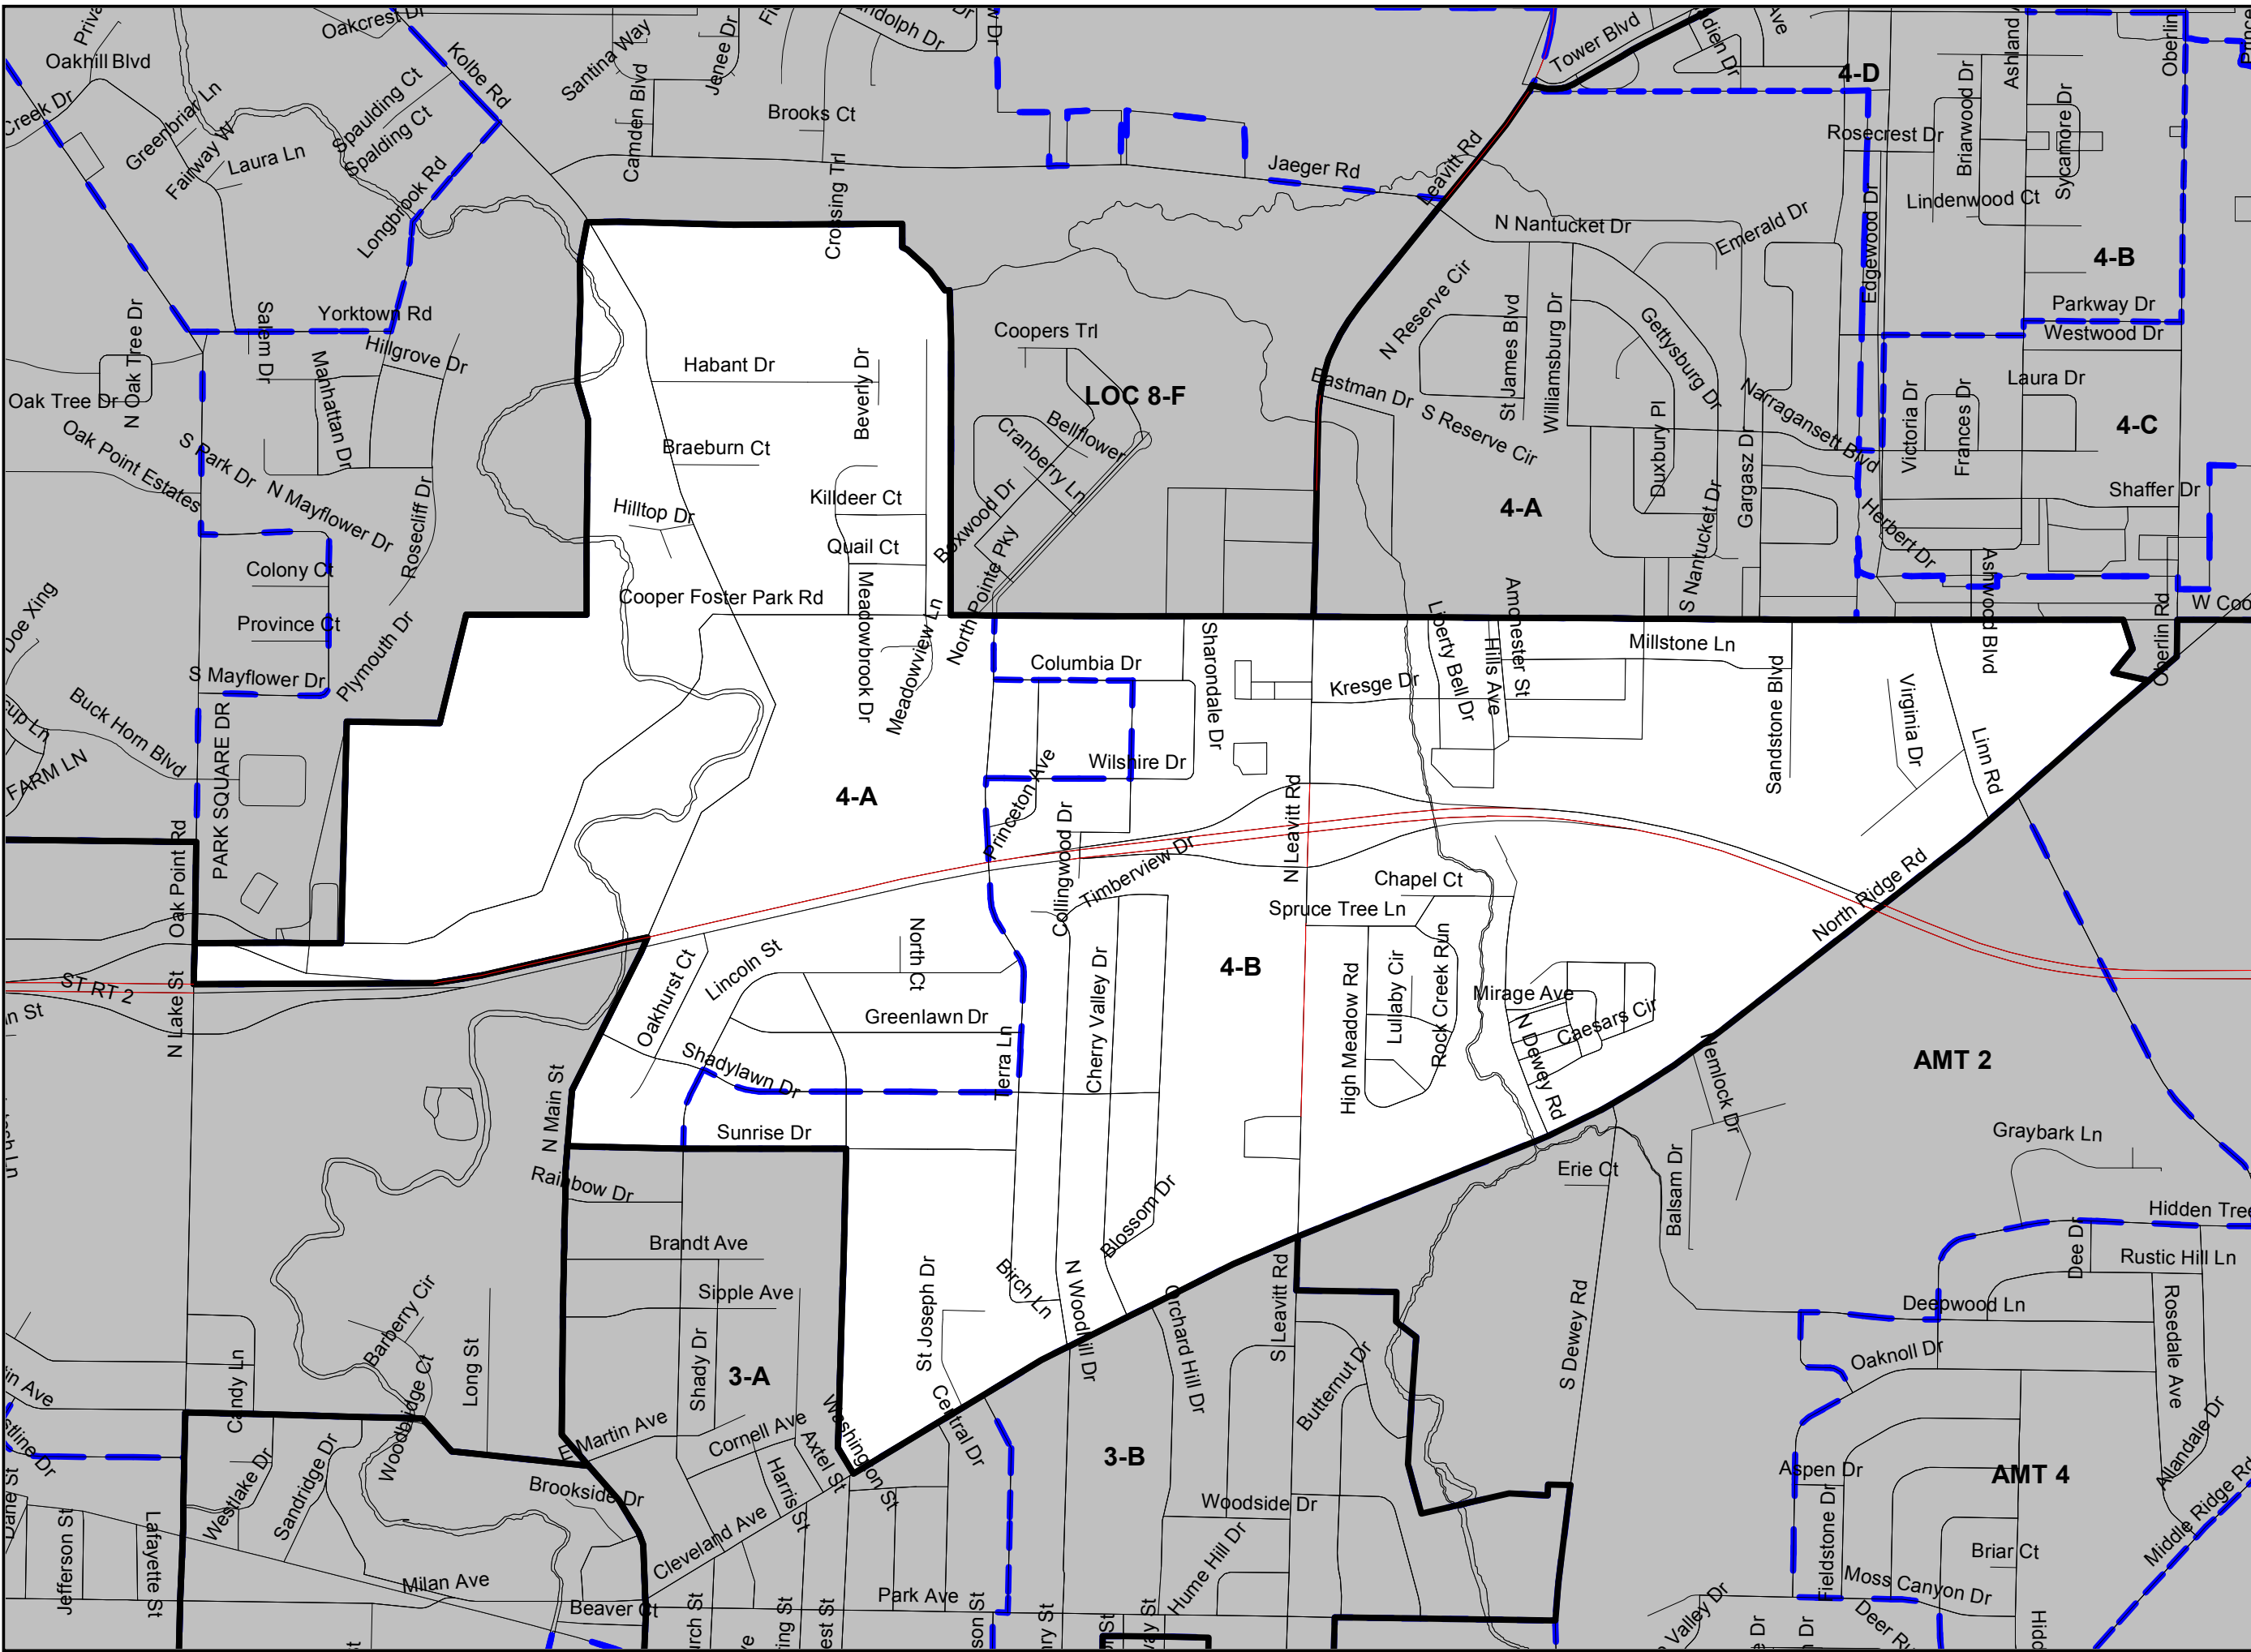 Oakcrest Dr
Kolbe Rd
Santina Way
Jenee Dr
Tower Blvd
Ashland
Oberlin
Oakhill Blvd
Creek Dr
Greenbriar Ln
Fairway W
Laura Ln
Spaulding Ct
Spalding Ct
Longbrook Rd
Camden Blvd
Brooks Ct
Crossing Trl
Jaeger Rd
Leavitt Rd
4-D
Rosecrest Dr
Briarwood Dr
Sycamore Dr
Lindenwood Ct
Edgewood Dr
4-B
N Nantucket Dr
Emerald Dr
Parkway Dr
Westwood Dr
Yorktown Rd
Salem Dr
N Oak Tree Dr
Hillgrove Dr
Manhattan Dr
Oak Tree Dr
Oak Point Estates
S Park Dr
N Mayflower Dr
Rosecliff Dr
Habant Dr
Beverly Dr
Braeburn Ct
Hilltop Dr
Killdeer Ct
Quail Ct
Cooper Foster Park Rd
Meadowbrook Dr
Meadowview Ln
North Pointe Pky
Coopers Trl
LOC 8-F
Bellflower
Cranberry Ln
Boxwood Dr
N Reserve Cir
Eastman Dr
S Reserve Cir
St James Blvd
Williamsburg Dr
Gettysburg Dr
Duxbury Pl
Gargasz Dr
Narragansett Blvd
S Nantucket Dr
4-A
Laura Dr
Victoria Dr
Frances Dr
4-C
Shaffer Dr
Herbert Dr
Ashwood Blvd
W Coo
Oberlin Rd
Colony Ct
Province Ct
S Mayflower Dr
Plymouth Dr
Doe Xing
Buck Horn Blvd
FARM LN
PARK SQUARE DR
Oak Point Rd
4-A
Columbia Dr
Sharondale Dr
Wilshire Dr
Princeton Ave
Collingwood Dr
Timberview Dr
N Leavitt Rd
Kresge Dr
Liberty Bell Dr
Hills Ave
Amchester St
Millstone Ln
Sandstone Blvd
Virginia Dr
Linn Rd
North Ridge Rd
Chapel Ct
Spruce Tree Ln
ST RT 2
N Lake St
Oakhurst Ct
Lincoln St
North Ct
Greenlawn Dr
Shadylawn Dr
Terra Ln
Cherry Valley Dr
4-B
High Meadow Rd
Lullaby Cir
Rock Creek Run
Mirage Ave
Caesars Cir
N Dewey Rd
AMT 2
Hemlock Dr
N Main St
Sunrise Dr
Rainbow Dr
Brandt Ave
Sipple Ave
Shady Dr
3-A
Blossom Dr
Birch Ln
N Woodhill Dr
St Joseph Dr
Central Dr
Orchard Hill Dr
S Leavitt Rd
Butternut Dr
Erie Ct
Balsam Dr
S Dewey Rd
Graybark Ln
Hidden Tree
Dee Dr
Rustic Hill Ln
Deepwood Ln
Rosedale Ave
Oaknoll Dr
Allandale Dr
AMT 4
Aspen Dr
Fieldstone Dr
Middle Ridge Rd
Briar Ct
Moss Canyon Dr
Candy Ln
Barberry Cir
Woodbridge Ct
Long St
E Martin Ave
Cornell Ave
Axtel St
Washington St
Harris St
Cleveland Ave
Brookside Dr
Westlake Dr
Sandridge Dr
Jefferson St
Lafayette St
Milan Ave
Beaver Ct
Park Ave
3-B
Woodside Dr
Hume Hill Dr